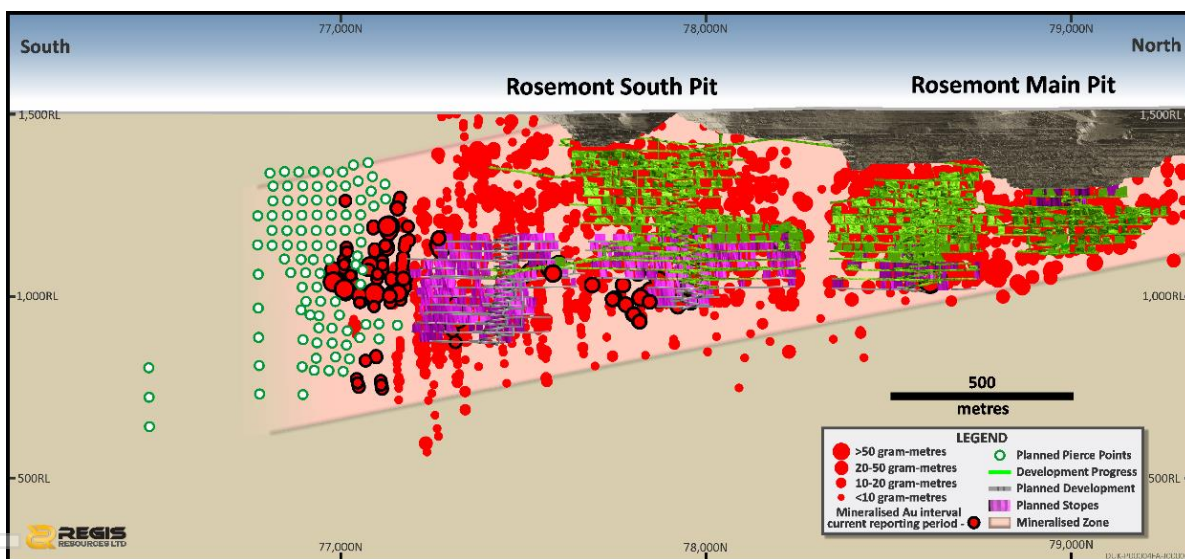 77,000N 78,000N 79,000N
South North
Rosemont South Pit Rosemont Main Pit
1,500RL 1,500RL
1,000RL 1,000RL
500
metres
LEGEND
>50 gram-metres
20-50 gram-metres
10-20 gram-metres
<10 gram-metres
Mineralised Au interval
current reporting period -
Planned Pierce Points
Development Progress
Planned Development
Planned Stopes
Mineralised Zone
500RL 500RL
REGIS
RESOURCES LTD
77,000N 78,000N 79,000N